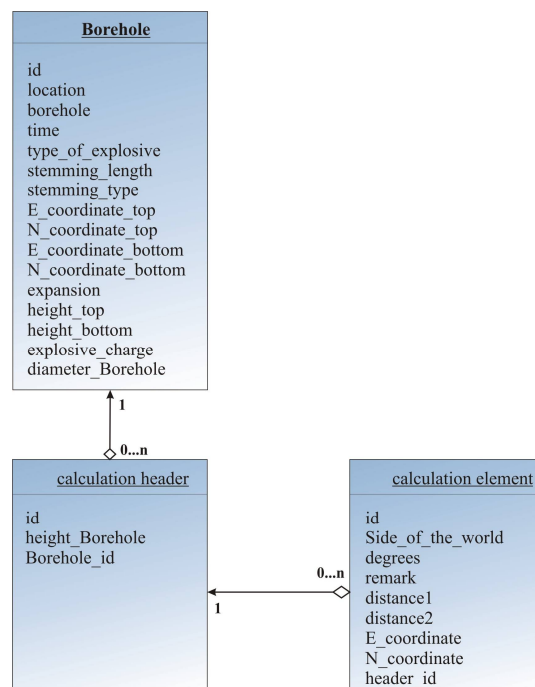 Borehole
id
location
borehole
time
type_of_explosive
stemming_length
stemming_type
E_coordinate_top
N_coordinate_top
E_coordinate_bottom
N_coordinate_bottom
expansion
height_top
height_bottom
explosive_charge
diameter_Borehole
1
0...n
calculation header
id
height_Borehole
Borehole_id
1
0...n
calculation element
id
Side_of_the_world
degrees
remark
distance1
distance2
E_coordinate
N_coordinate
header_id